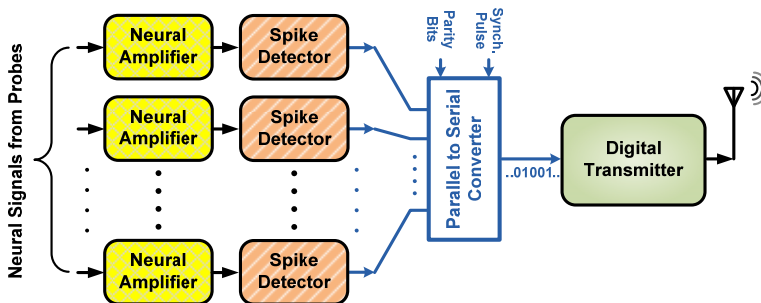 Neural Signals from Probes
Neural
Amplifier
Spike
Detector
Neural
Amplifier
Spike
Detector
Neural
Amplifier
Spike
Detector
Parity
Bits
Synch.
Pulse
Parallel to Serial
Converter
..01001..
Digital
Transmitter